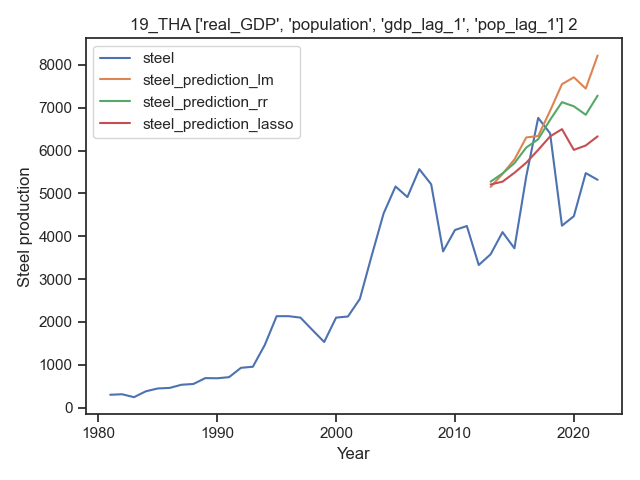 19_THA ['real_GDP', 'population', 'gdp_lag_1', 'pop_lag_1'] 2
steel
steel_prediction_lm
steel_prediction_rr
steel_prediction_lasso
Steel production
8000
7000
6000
5000
4000
3000
2000
1000
0
1980
1990
2000
2010
2020
Year